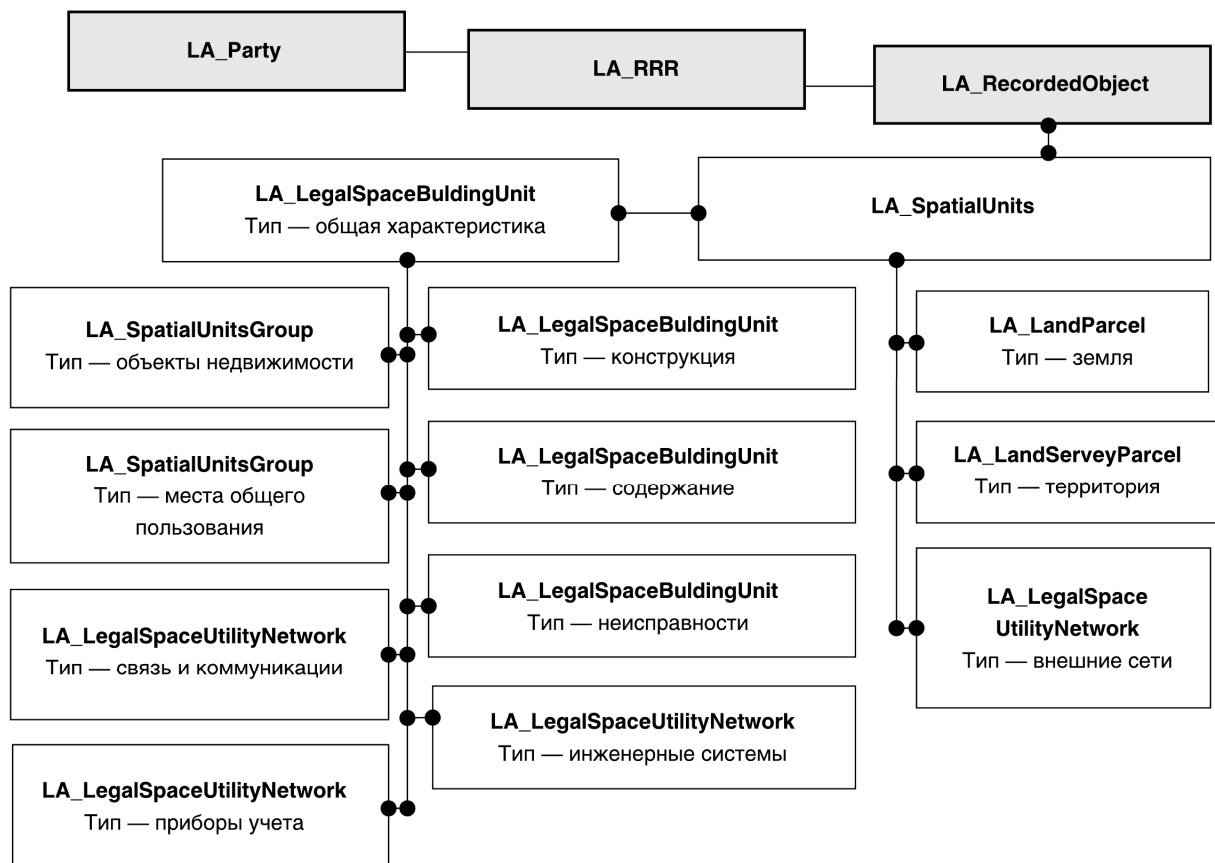 LA_Party
LA_RRR
LA_RecordedObject
LA_LegalSpaceBuldingUnit
Тип — общая характеристика
LA_SpatialUnits
LA_SpatialUnitsGroup
Тип — объекты недвижимости
LA_LegalSpaceBuldingUnit
Тип — конструкция
LA_LandParcel
Тип — земля
LA_SpatialUnitsGroup
Тип — места общего
пользования
LA_LegalSpaceBuldingUnit
Тип — содержание
LA_LandServeyParcel
Тип — территория
LA_LegalSpaceUtilityNetwork
Тип — связь и коммуникации
LA_LegalSpaceBuldingUnit
Тип — неисправности
LA_LegalSpace
UtilityNetwork
Тип — внешние сети
LA_LegalSpaceUtilityNetwork
Тип — инженерные системы
LA_LegalSpaceUtilityNetwork
Тип — приборы учета